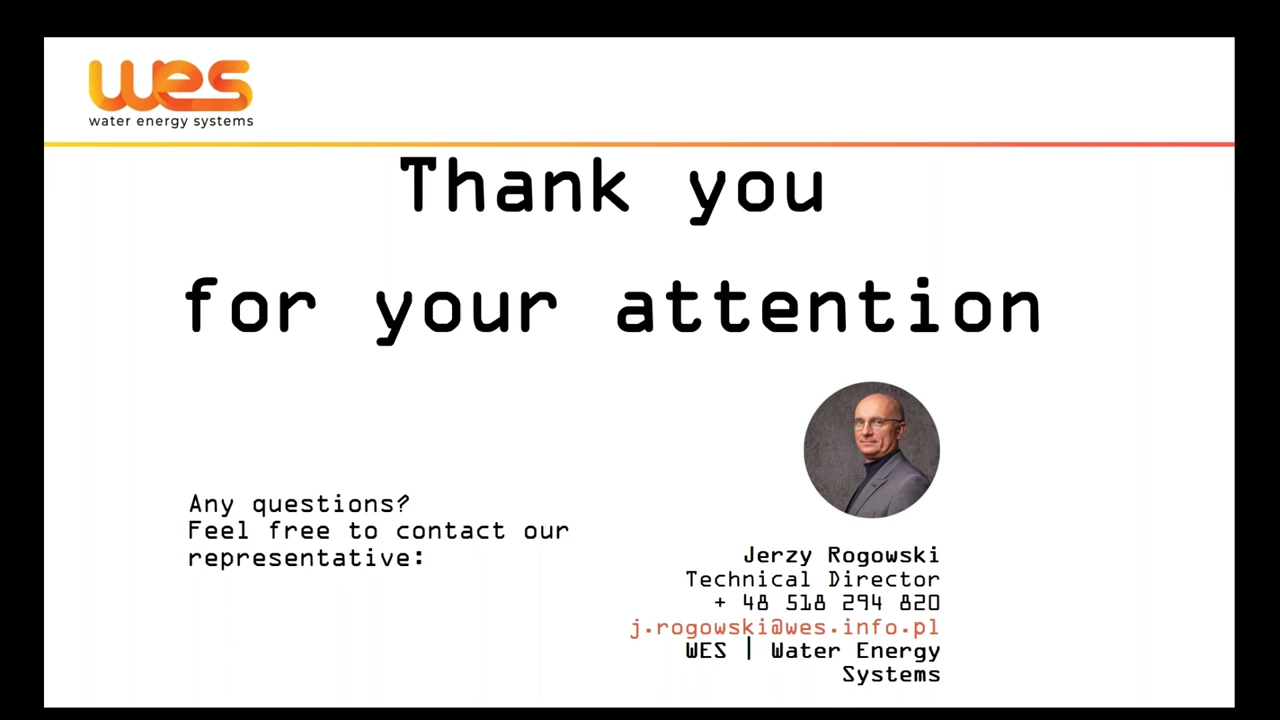 wes
water energy systems
Thank you
for your attention
Any questions?
Feel free to contact our
representative:
Jerzy Rogowski
Technical Director
+ 48 518 294 820
j.rogowski@wes.info.pl
WES | Water Energy
Systems